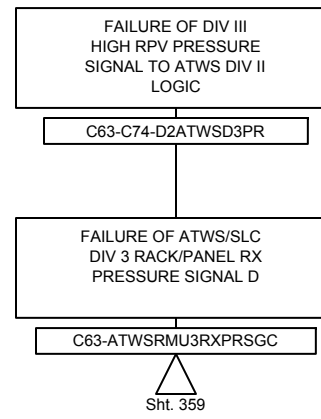 FAILURE OF DIV III
HIGH RPV PRESSURE
SIGNAL TO ATWS DIV II
LOGIC
C63-C74-D2ATWSD3PR
FAILURE OF ATWS/SLC
DIV 3 RACK/PANEL RX
PRESSURE SIGNAL D
C63-ATWSRMU3RXPRSGC
Sht. 359